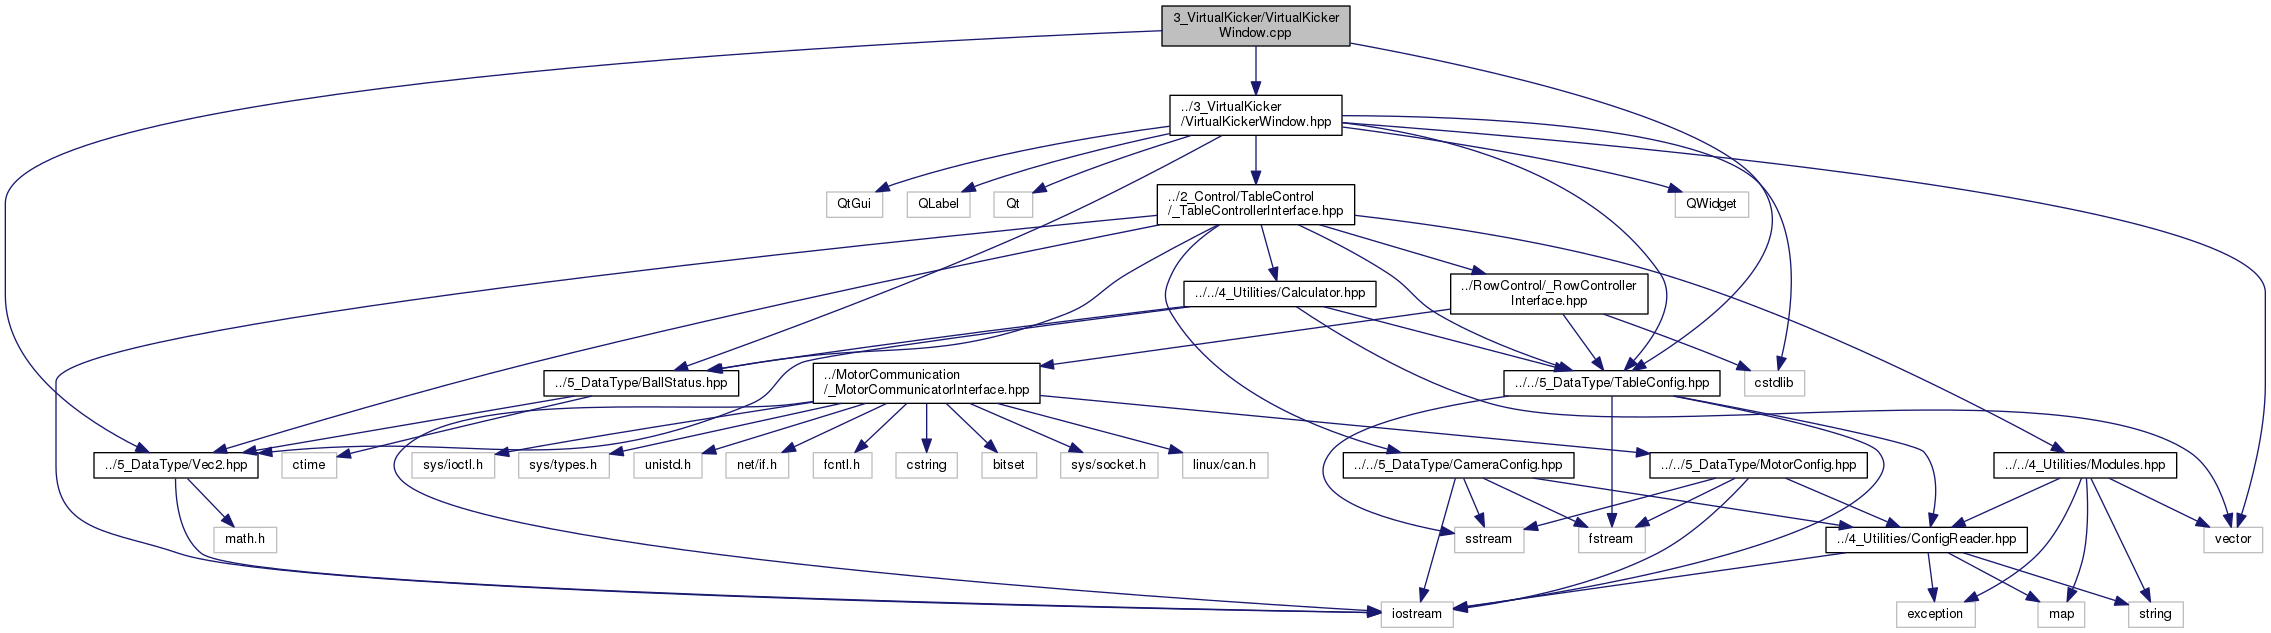 3_VirtualKicker/VirtualKicker
Window.cpp
../3_VirtualKicker
/VirtualKickerWindow.hpp
QtGui
QLabel
Qt
../2_Control/TableControl
/_TableControllerInterface.hpp
QWidget
../../4_Utilities/Calculator.hpp
../RowControl/_RowController
Interface.hpp
../5_DataType/BallStatus.hpp
../MotorCommunication
/_MotorCommunicatorInterface.hpp
../../5_DataType/TableConfig.hpp
cstdlib
../5_DataType/Vec2.hpp
ctime
sys/ioctl.h
sys/types.h
unistd.h
net/if.h
fcntl.h
cstring
bitset
sys/socket.h
linux/can.h
../../5_DataType/CameraConfig.hpp
../../5_DataType/MotorConfig.hpp
../../4_Utilities/Modules.hpp
math.h
sstream
fstream
../4_Utilities/ConfigReader.hpp
vector
iostream
exception
map
string